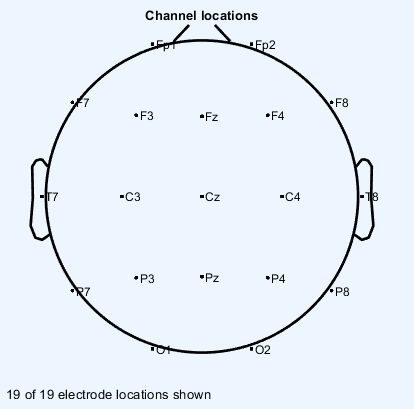 Channel locations
Fp1 Fp2
F7 F8
F3 Fz F4
T7 C3 Cz C4 T8
P3 Pz P4
P7 P8
O1 O2
19 of 19 electrode locations shown